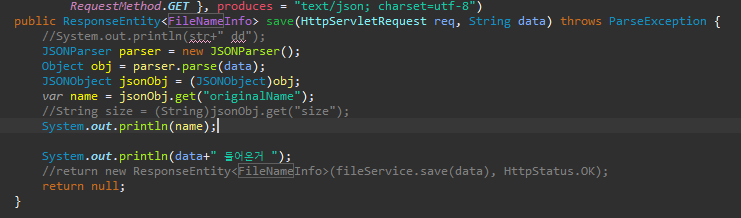 RequestMethod.GET }, produces = "text/json; charset=utf-8")
public ResponseEntity<FileNameInfo> save(HttpServletRequest req, String data) throws ParseException {
//System.out.println(str+" dd");
JSONParser parser = new JSONParser();
Object obj = parser.parse(data);
JSONObject jsonObj = (JSONObject)obj;
var name = jsonObj.get("originalName");
//String size = (String)jsonObj.get("size");
System.out.println(name);
System.out.println(data+" 들어온거 ");
//return new ResponseEntity<FileNameInfo>(fileService.save(data), HttpStatus.OK);
return null;
}